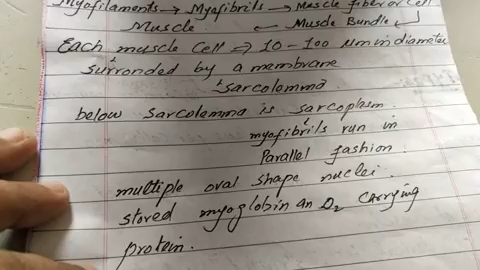 Myofilaments → Myofibrils → Muscle fiber or Cell
Muscle ← Muscle Bundle ←
Each muscle Cell ⇒ 10-100 µm in diameter
surronded by a membrane
↳ sarcolemma.
below sarcolemma is sarcoplasm.
myofibrils run in
Parallel fashion.
multiple oval shape nuclei.
stored myoglobin an O₂ carrying
protein.